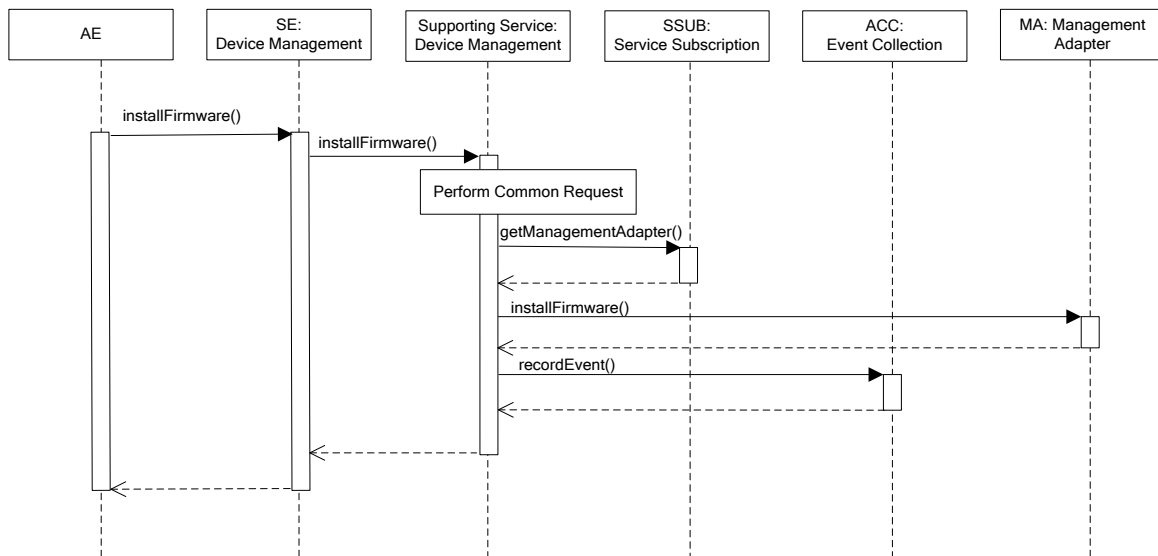 AE
SE:
Device Management
Supporting Service:
Device Management
SSUB:
Service Subscription
ACC:
Event Collection
MA: Management
Adapter
installFirmware()
installFirmware()
Perform Common Request
getManagementAdapter()
installFirmware()
recordEvent()